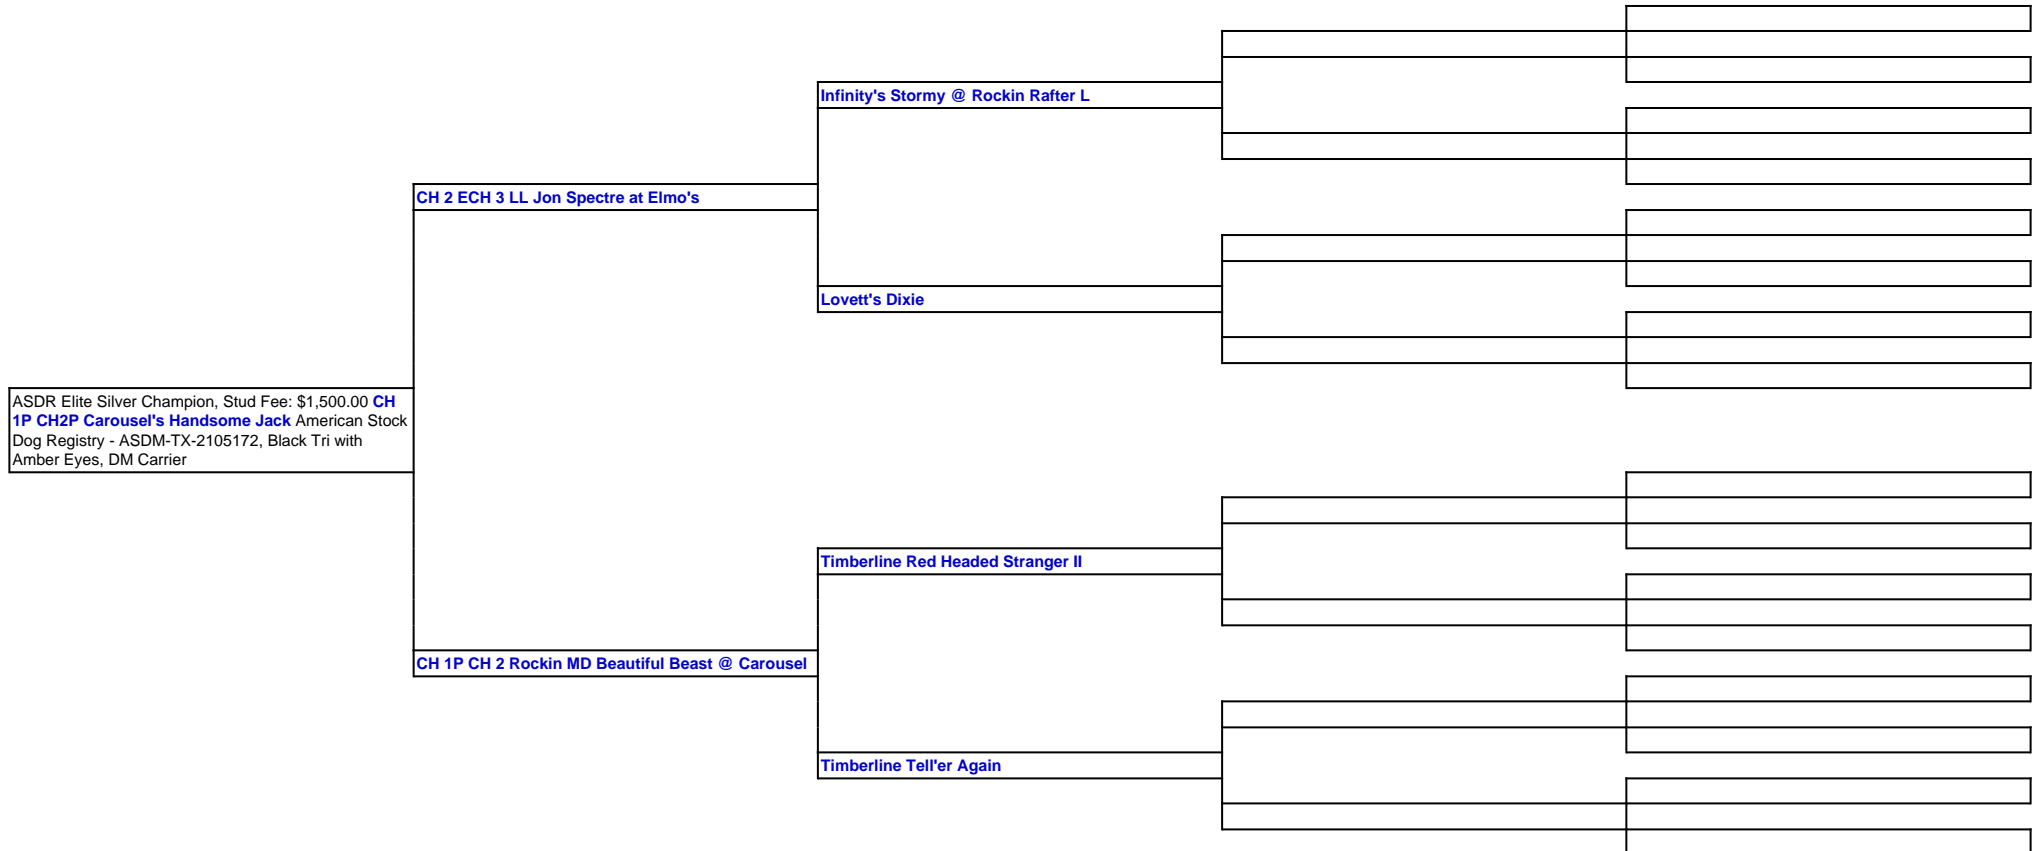 Infinity's Stormy @ Rockin Rafter L
CH 2 ECH 3 LL Jon Spectre at Elmo's
Lovett's Dixie
ASDR Elite Silver Champion, Stud Fee: $1,500.00 CH
1P CH2P Carousel's Handsome Jack American Stock
Dog Registry - ASDM-TX-2105172, Black Tri with
Amber Eyes, DM Carrier
Timberline Red Headed Stranger II
CH 1P CH 2 Rockin MD Beautiful Beast @ Carousel
Timberline Tell'er Again